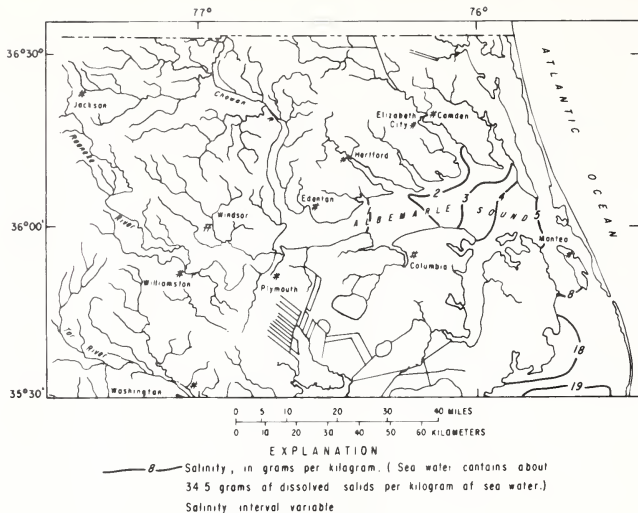 77°
76°
36°30'
ATLANTIC OCEAN
Jackson
Chowan
Elizabeth City
Camden
Roanoke River
Hertford
2
3
4
5
Edenton
ALBEMARLE SOUND
Windsor
36°00'
Manteo
Columbia
Williamston
Plymouth
8
Tar River
18
35°30'
Washington
19
0 5 10 20 30 40 MILES
0 10 20 30 40 50 60 KILOMETERS
EXPLANATION
8 Salinity, in grams per kilogram. (Sea water contains about
34.5 grams of dissolved solids per kilogram of sea water.)
Salinity interval variable